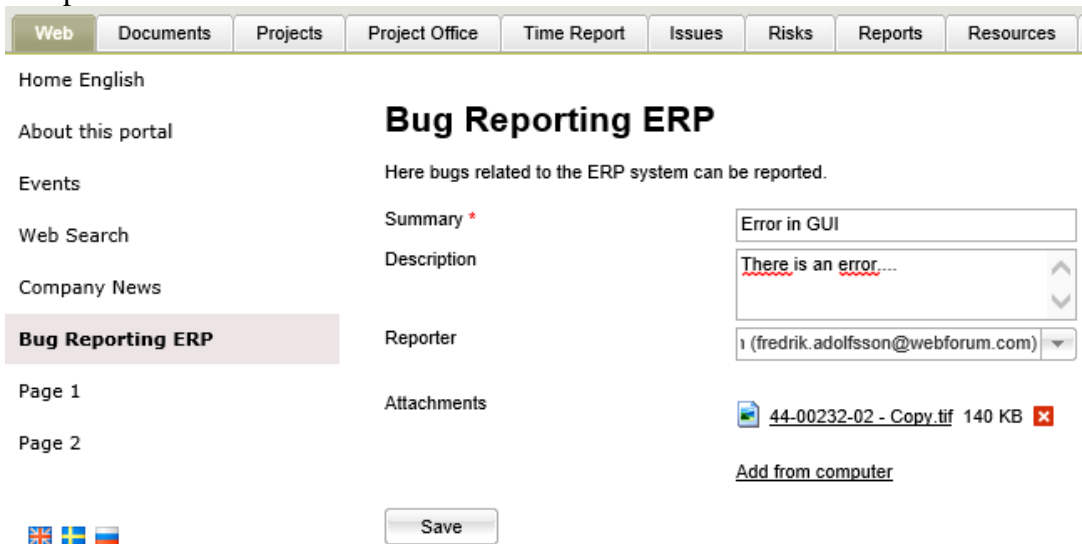 Web Documents Projects Project Office Time Report Issues Risks Reports Resources
Home English
About this portal
Events
Web Search
Company News
Bug Reporting ERP
Page 1
Page 2
Bug Reporting ERP
Here bugs related to the ERP system can be reported.
Summary * Error in GUI
Description There is an error....
Reporter (fredrik.adolfsson@webforum.com)
Attachments 44-00232-02 - Copy.tif 140 KB
Add from computer
Save